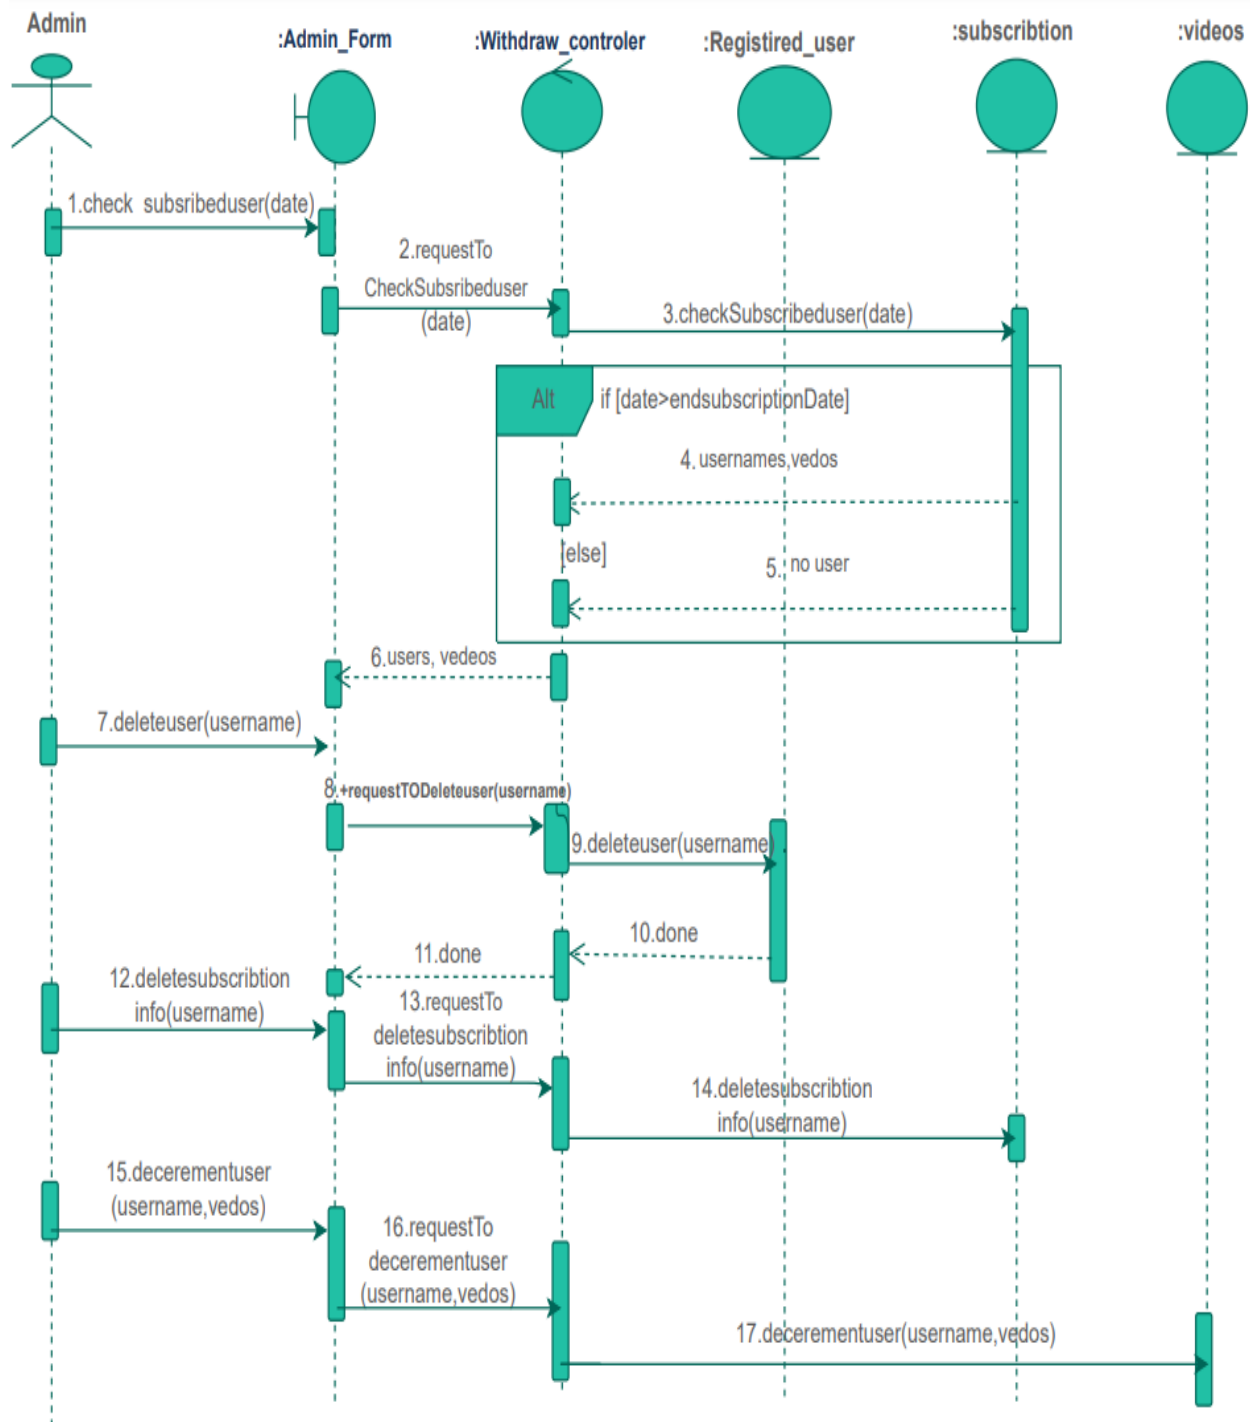 Admin
:Admin_Form
:Withdraw_controler
:Registired_user
:subscribtion
:videos
1.check subsribeduser(date)
2.requestTo
CheckSubsribeduser
(date)
3.checkSubscribeduser(date)
Alt
if [date>endsubscriptionDate]
4. usernames,vedos
[else]
5. no user
6.users, vedeos
7.deleteuser(username)
8.+requestTODeleteuser(username)
9.deleteuser(username)
10.done
11.done
12.deletesubscribtion
info(username)
13.requestTo
deletesubscribtion
info(username)
14.deletesubscribtion
info(username)
15.decerementuser
(username,vedos)
16.requestTo
decerementuser
(username,vedos)
17.decerementuser(username,vedos)